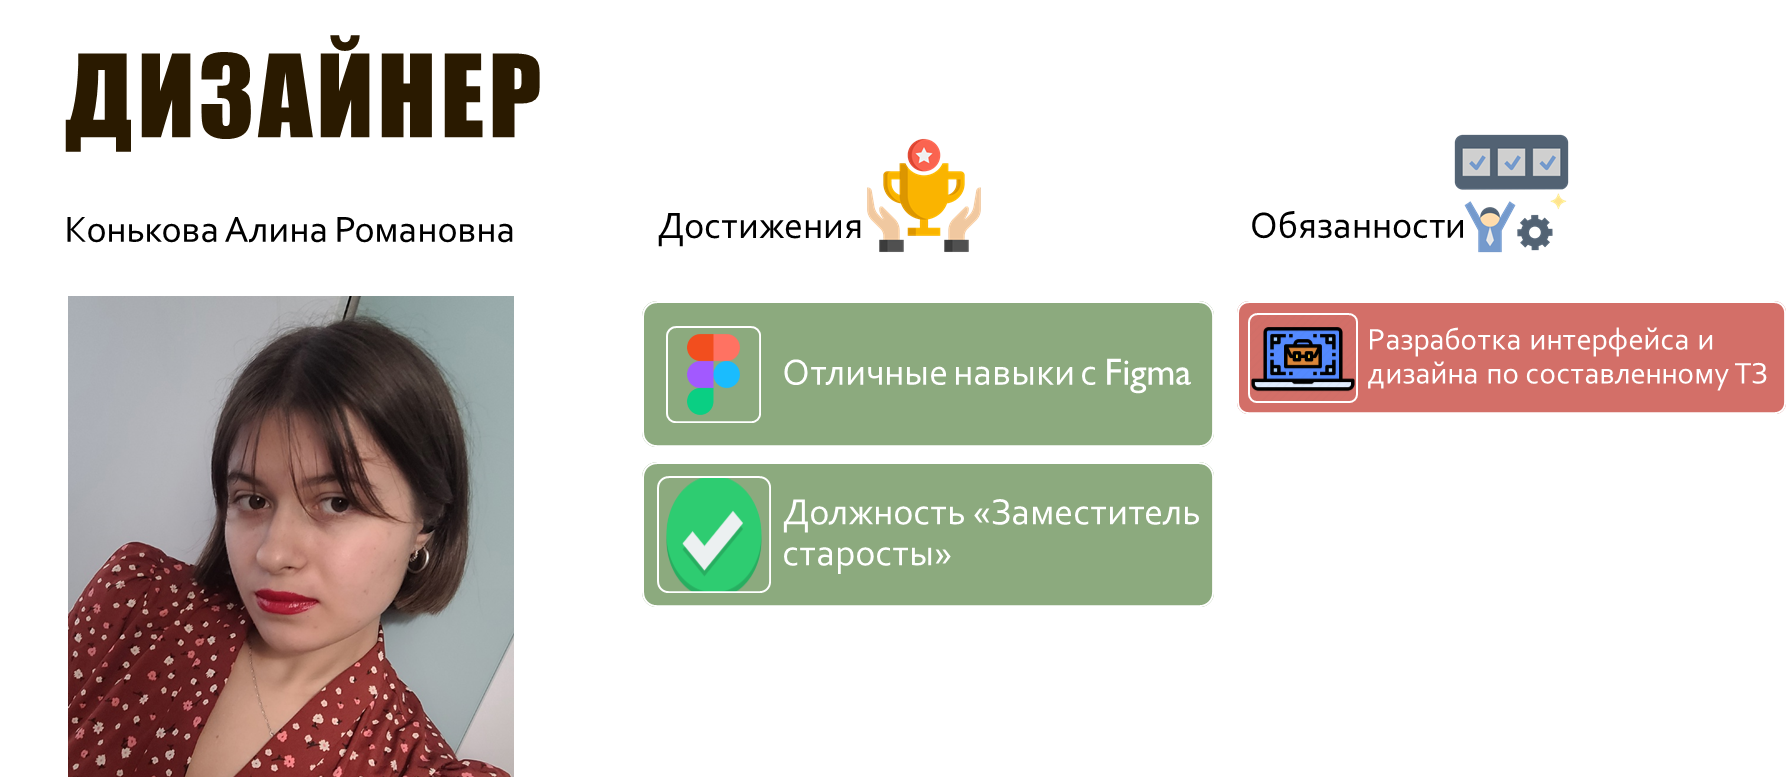 ДИЗАЙНЕР
Конькова Алина Романовна
Достижения
Отличные навыки с Figma
Должность «Заместитель
старосты»
Обязанности
Разработка интерфейса и
дизайна по составленному ТЗ